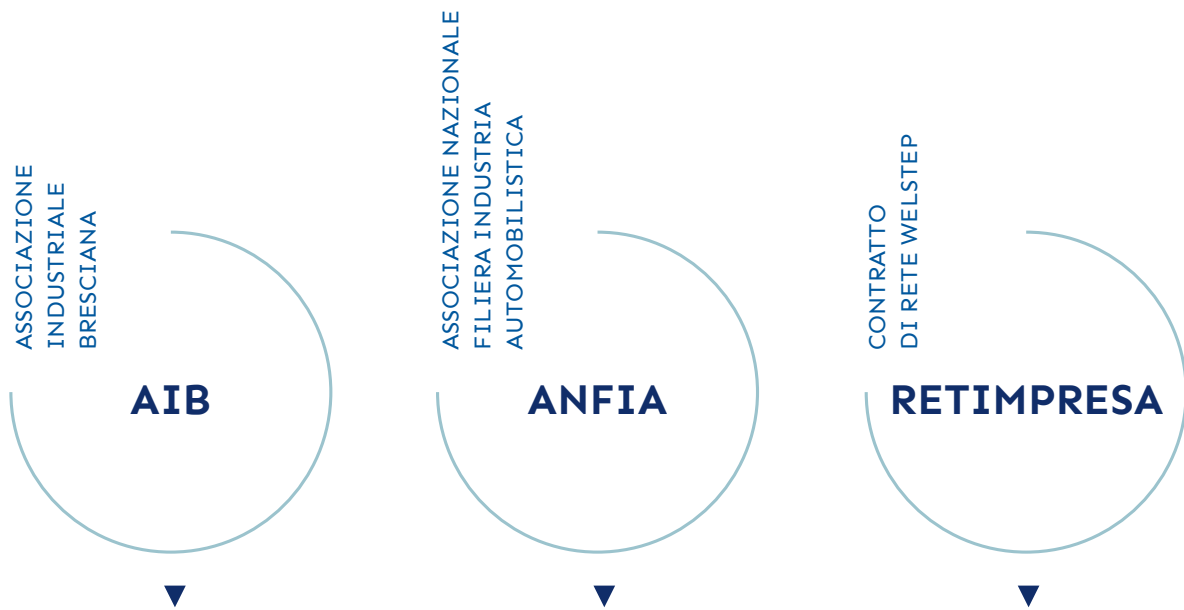 ASSOCIAZIONE
INDUSTRIALE
BRESCIANA
AIB
ASSOCIAZIONE NAZIONALE
FILIERA INDUSTRIA
AUTOMOBILISTICA
ANFIA
CONTRATTO
DI RETE WELSTEP
RETIMPRESA